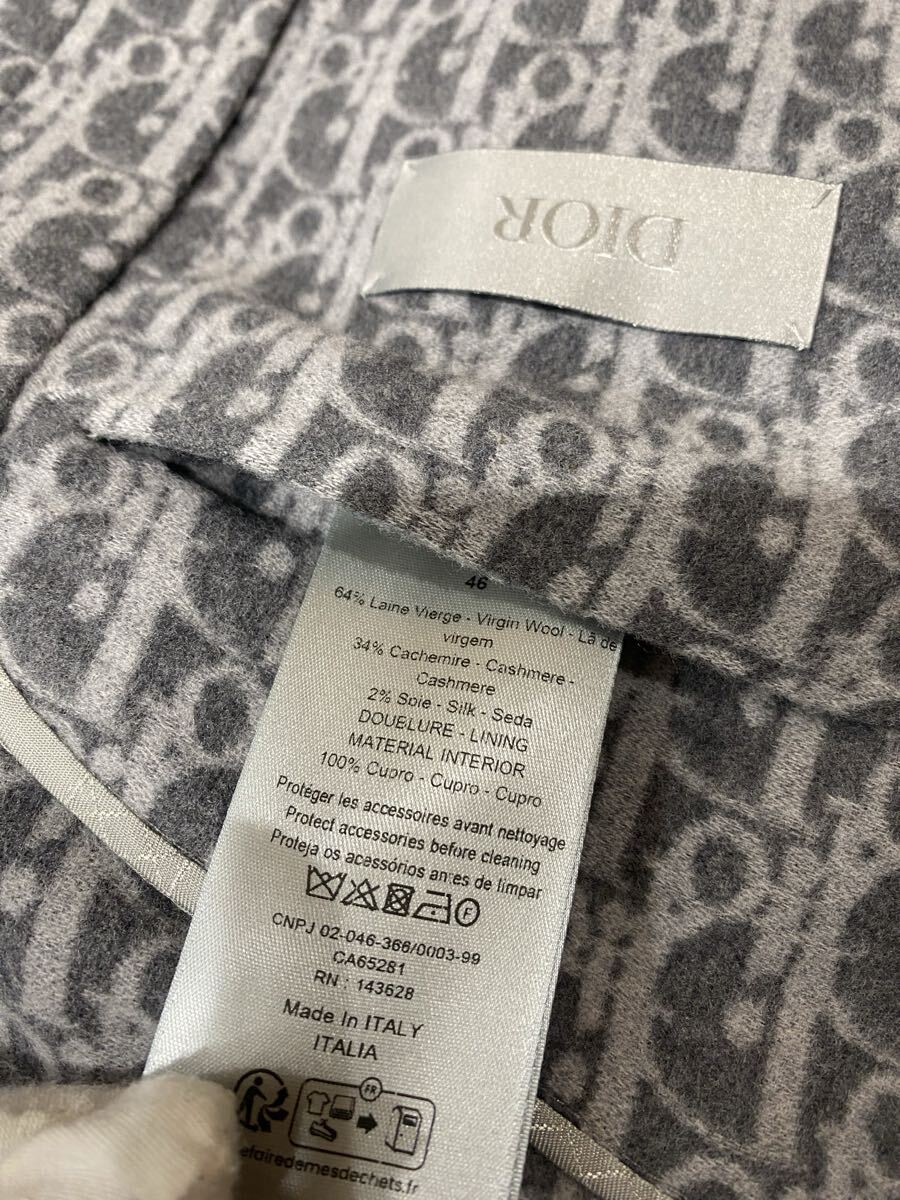 DIOR
46
64% Laine Vierge - Virgin Wool - Lã de
virgem
34% Cachemire - Cashmere -
Cashmere
2% Soie - Silk - Seda
DOUBLURE - LINING
MATERIAL INTERIOR
100% Cupro - Cupro - Cupro
Protéger les accessoires avant nettoyage
Protect accessories before cleaning
Proteja os acessórios antes de limpar
F
CNPJ 02-046-366/0003-99
CA65281
RN : 143628
Made In ITALY
ITALIA
FR
efairedemesdechets.fr